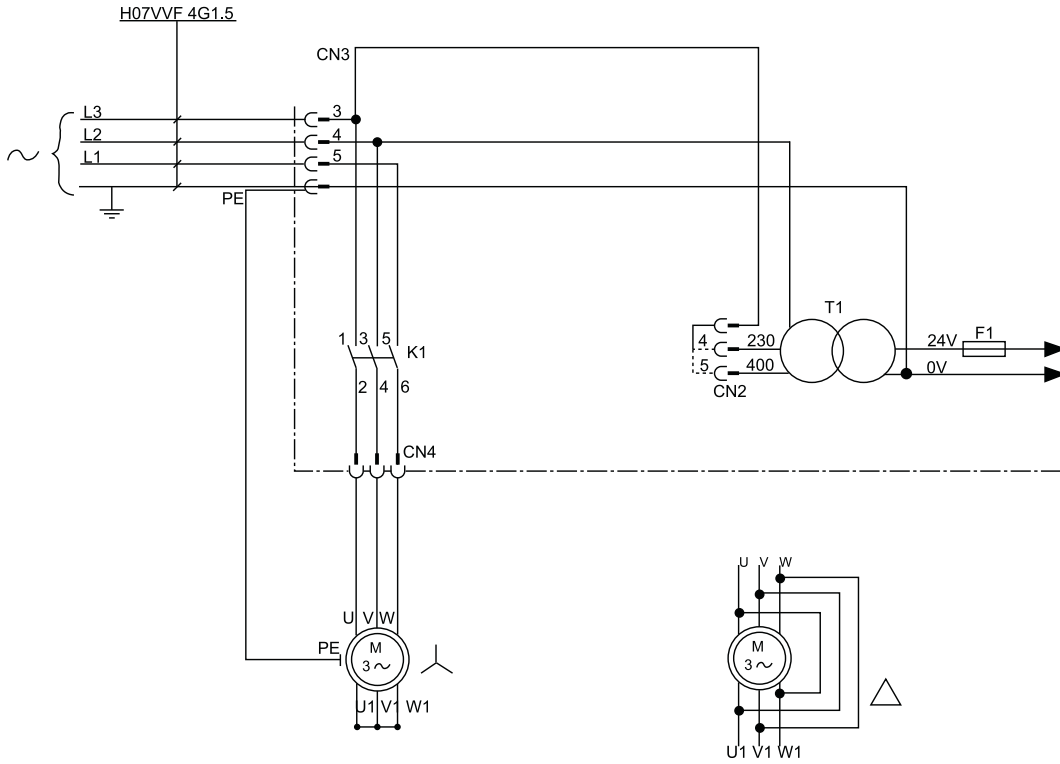 H07VVF 4G1.5
CN3
L3 3
L2 4
L1 5
PE
T1
1 3 5 K1
4 230 24V F1
5 400 0V
2 4 6 CN2
CN4
U V W
U V W
PE M
3
M
3
U1 V1 W1
U1 V1 W1